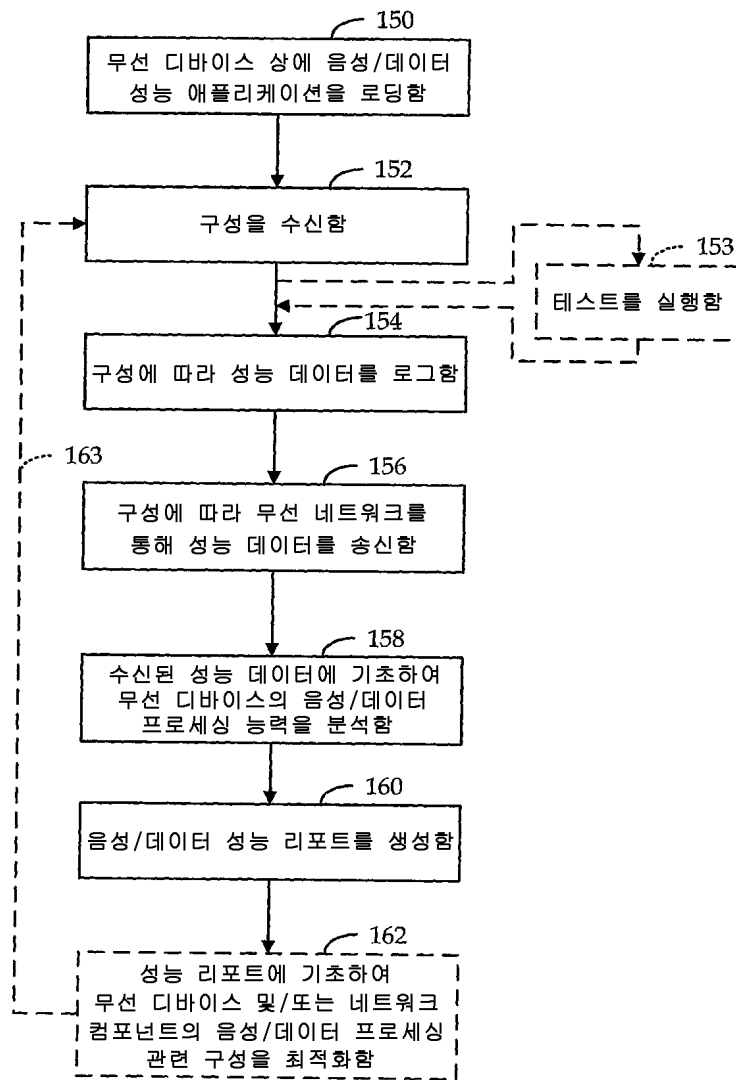 150
무선 디바이스 상에 음성/데이터
성능 애플리케이션을 로딩함
152
구성을 수신함
153
테스트를 실행함
154
구성에 따라 성능 데이터를 로그함
163
156
구성에 따라 무선 네트워크를
통해 성능 데이터를 송신함
158
수신된 성능 데이터에 기초하여
무선 디바이스의 음성/데이터
프로세싱 능력을 분석함
160
음성/데이터 성능 리포트를 생성함
162
성능 리포트에 기초하여
무선 디바이스 및/또는 네트워크
컴포넌트의 음성/데이터 프로세싱
관련 구성을 최적화함